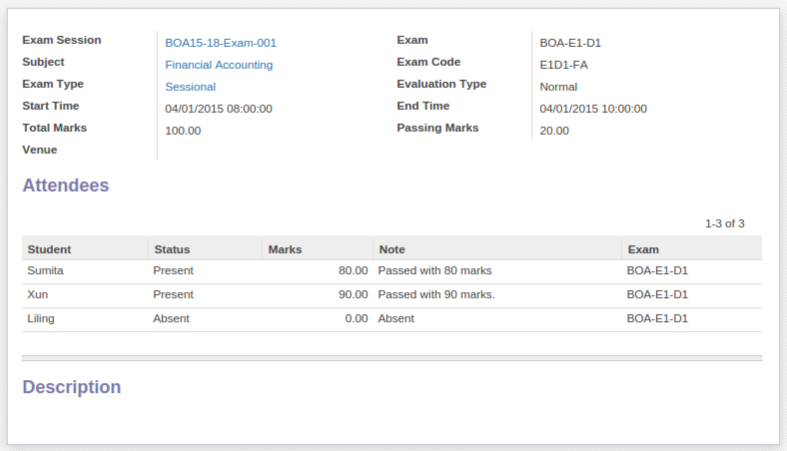 Exam Session BOA15-18-Exam-001 Exam BOA-E1-D1
Subject Financial Accounting Exam Code E1D1-FA
Exam Type Sessional Evaluation Type Normal
Start Time 04/01/2015 08:00:00 End Time 04/01/2015 10:00:00
Total Marks 100.00 Passing Marks 20.00
Venue
Attendees
1-3 of 3
Student Status Marks Note Exam
Sumita Present 80.00 Passed with 80 marks BOA-E1-D1
Xun Present 90.00 Passed with 90 marks. BOA-E1-D1
Liling Absent 0.00 Absent BOA-E1-D1
Description